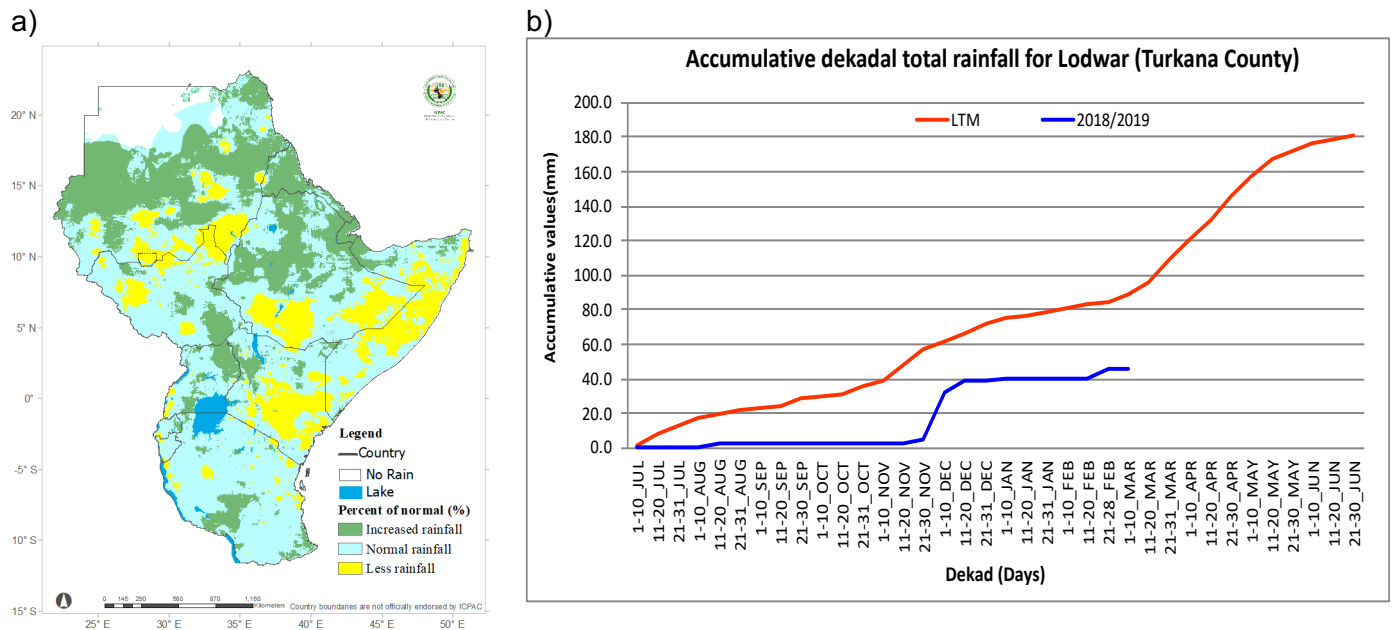 a)
20° N
15° N
10° N
5° N
0°
-5° S
10° S
15° S
25° E
30° E
35° E
40° E
45° E
50° E
ICPAC
Legend
Country
No Rain
Lake
Percent of normal (%)
Increased rainfall
Normal rainfall
Less rainfall
0 145 290 580 870 1,160
Kilometers
Country boundaries are not officially endorsed by ICPAC
b)
Accumulative dekadal total rainfall for Lodwar (Turkana County)
LTM
2018/2019
Accumulative values(mm)
200.0
180.0
160.0
140.0
120.0
100.0
80.0
60.0
40.0
20.0
0.0
1-10_JUL
11-20_JUL
21-31_JUL
1-10_AUG
11-20_AUG
21-31_AUG
1-10_SEP
11-20_SEP
21-30_SEP
1-10_OCT
11-20_OCT
21-30_OCT
1-10_NOV
11-20_NOV
21-30_NOV
1-10_DEC
11-20_DEC
21-31_DEC
1-10_JAN
11-20_JAN
21-31_JAN
1-10_FEB
11-20_FEB
21-28_FEB
1-10_MAR
11-20_MAR
21-31_MAR
1-10_APR
11-20_APR
21-30_APR
1-10_MAY
11-20_MAY
21-31_MAY
1-10_JUN
11-20_JUN
21-30_JUN
Dekad (Days)